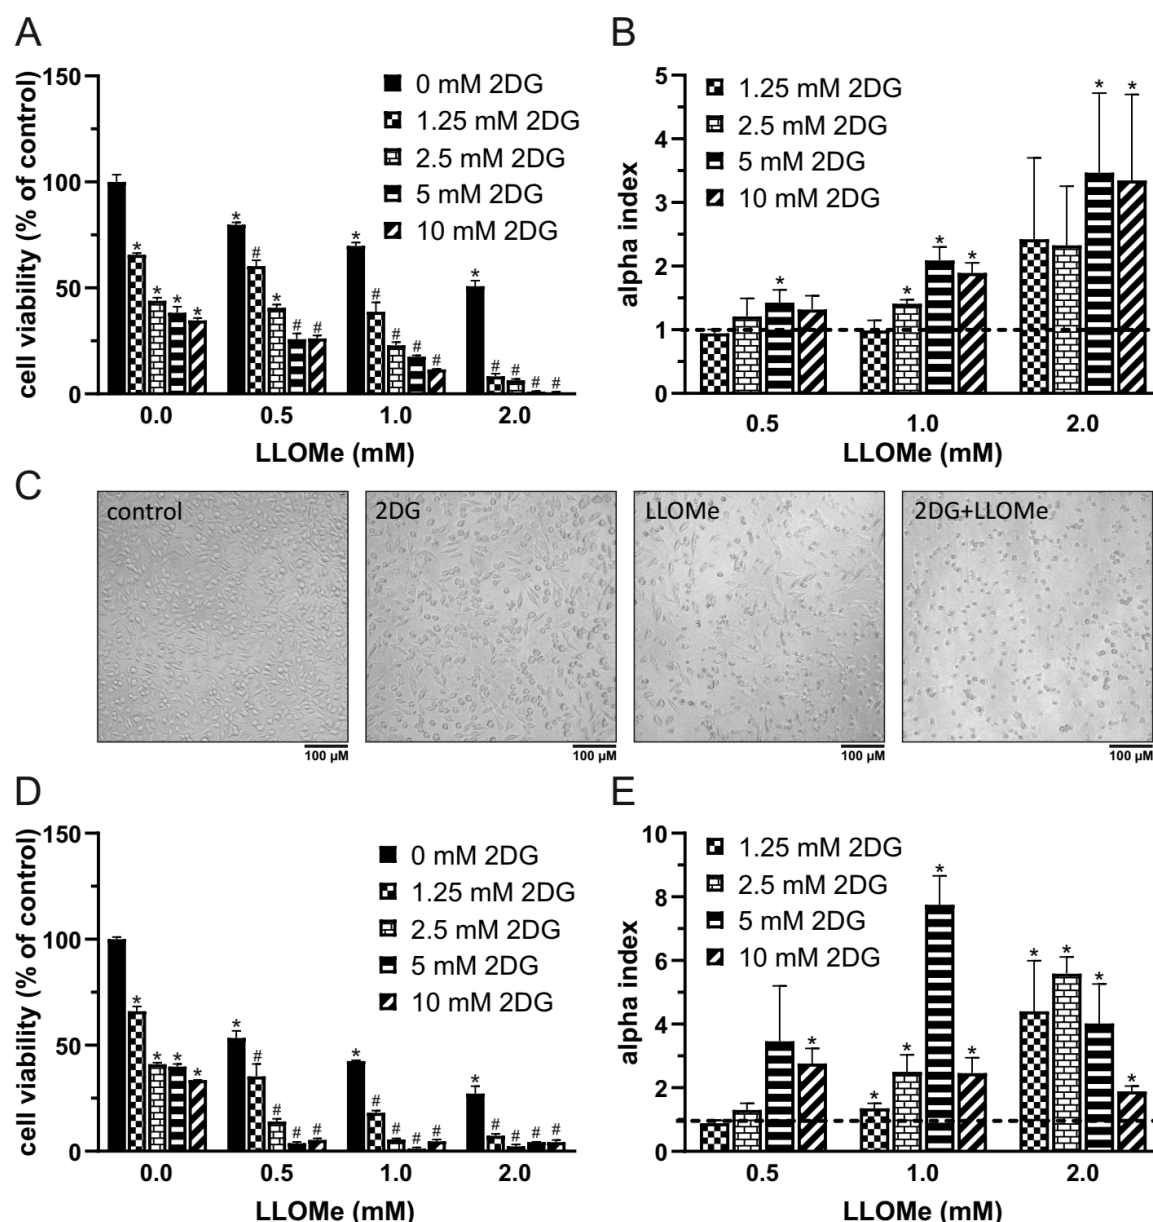 A
cell viability (% of control)
150
100
50
0
* * * * * # * # # * # # # # * # # # #
0 mM 2DG
1.25 mM 2DG
2.5 mM 2DG
5 mM 2DG
10 mM 2DG
0.0 0.5 1.0 2.0
LLOMe (mM)
B
alpha index
5
4
3
2
1
0
* * * * * *
1.25 mM 2DG
2.5 mM 2DG
5 mM 2DG
10 mM 2DG
0.5 1.0 2.0
LLOMe (mM)
C
control
2DG
LLOMe
2DG+LLOMe
100 µM
100 µM
100 µM
100 µM
D
cell viability (% of control)
150
100
50
0
* * * * * # # # # * # # # # * # # # #
0 mM 2DG
1.25 mM 2DG
2.5 mM 2DG
5 mM 2DG
10 mM 2DG
0.0 0.5 1.0 2.0
LLOMe (mM)
E
alpha index
10
8
6
4
2
0
* * * * * * * * *
1.25 mM 2DG
2.5 mM 2DG
5 mM 2DG
10 mM 2DG
0.5 1.0 2.0
LLOMe (mM)